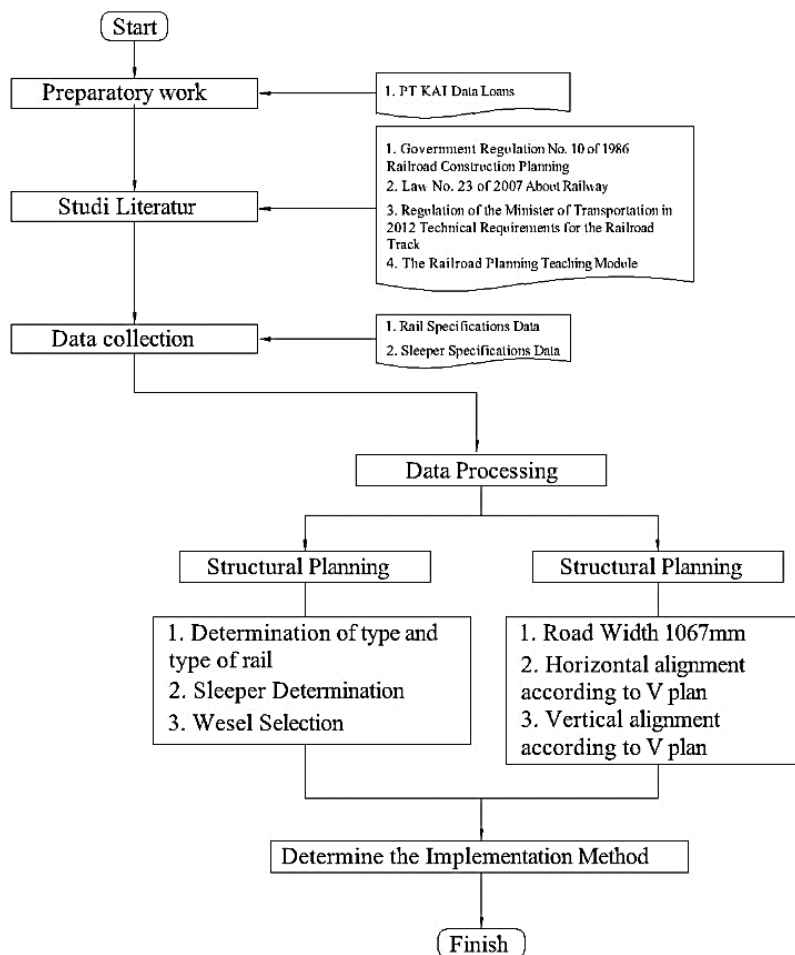 Start
Preparatory work
1. PT KAI Data Loans
1. Government Regulation No. 10 of 1986
Railroad Construction Planning
2. Law No. 23 of 2007 About Railway
3. Regulation of the Minister of Transportation in
2012 Technical Requirements for the Railroad
Track
4. The Railroad Planning Teaching Module
Studi Literatur
Data collection
1. Rail Specifications Data
2. Sleeper Specifications Data
Data Processing
Structural Planning
1. Determination of type and
type of rail
2. Sleeper Determination
3. Wesel Selection
Structural Planning
1. Road Width 1067mm
2. Horizontal alignment
according to V plan
3. Vertical alignment
according to V plan
Determine the Implementation Method
Finish